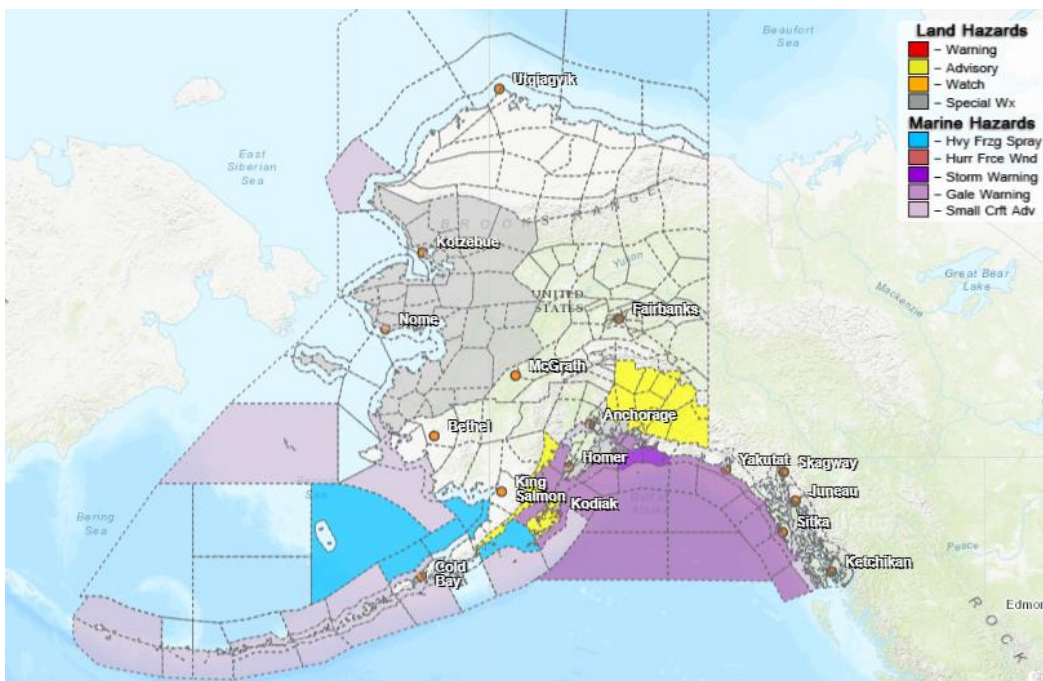 Beaufort
Sea
Land Hazards
– Warning
– Advisory
– Watch
– Special Wx
Marine Hazards
– Hvy Frzg Spray
– Hurr Frce Wnd
– Storm Warning
– Gale Warning
– Small Crft Adv
Utqiagvik
East
Siberian
Sea
BROOKS RANGE
Kotzebue
Yukon
Great Bear
Lake
Mackenzie
UNITED
STATES
Nome
Fairbanks
McGrath
Anchorage
Bethel
Homer
Yakutat
Skagway
King
Salmon
Kodiak
Juneau
Bering
Sea
Sitka
Cold
Bay
Ketchikan
Peace
Edmon
ROCK